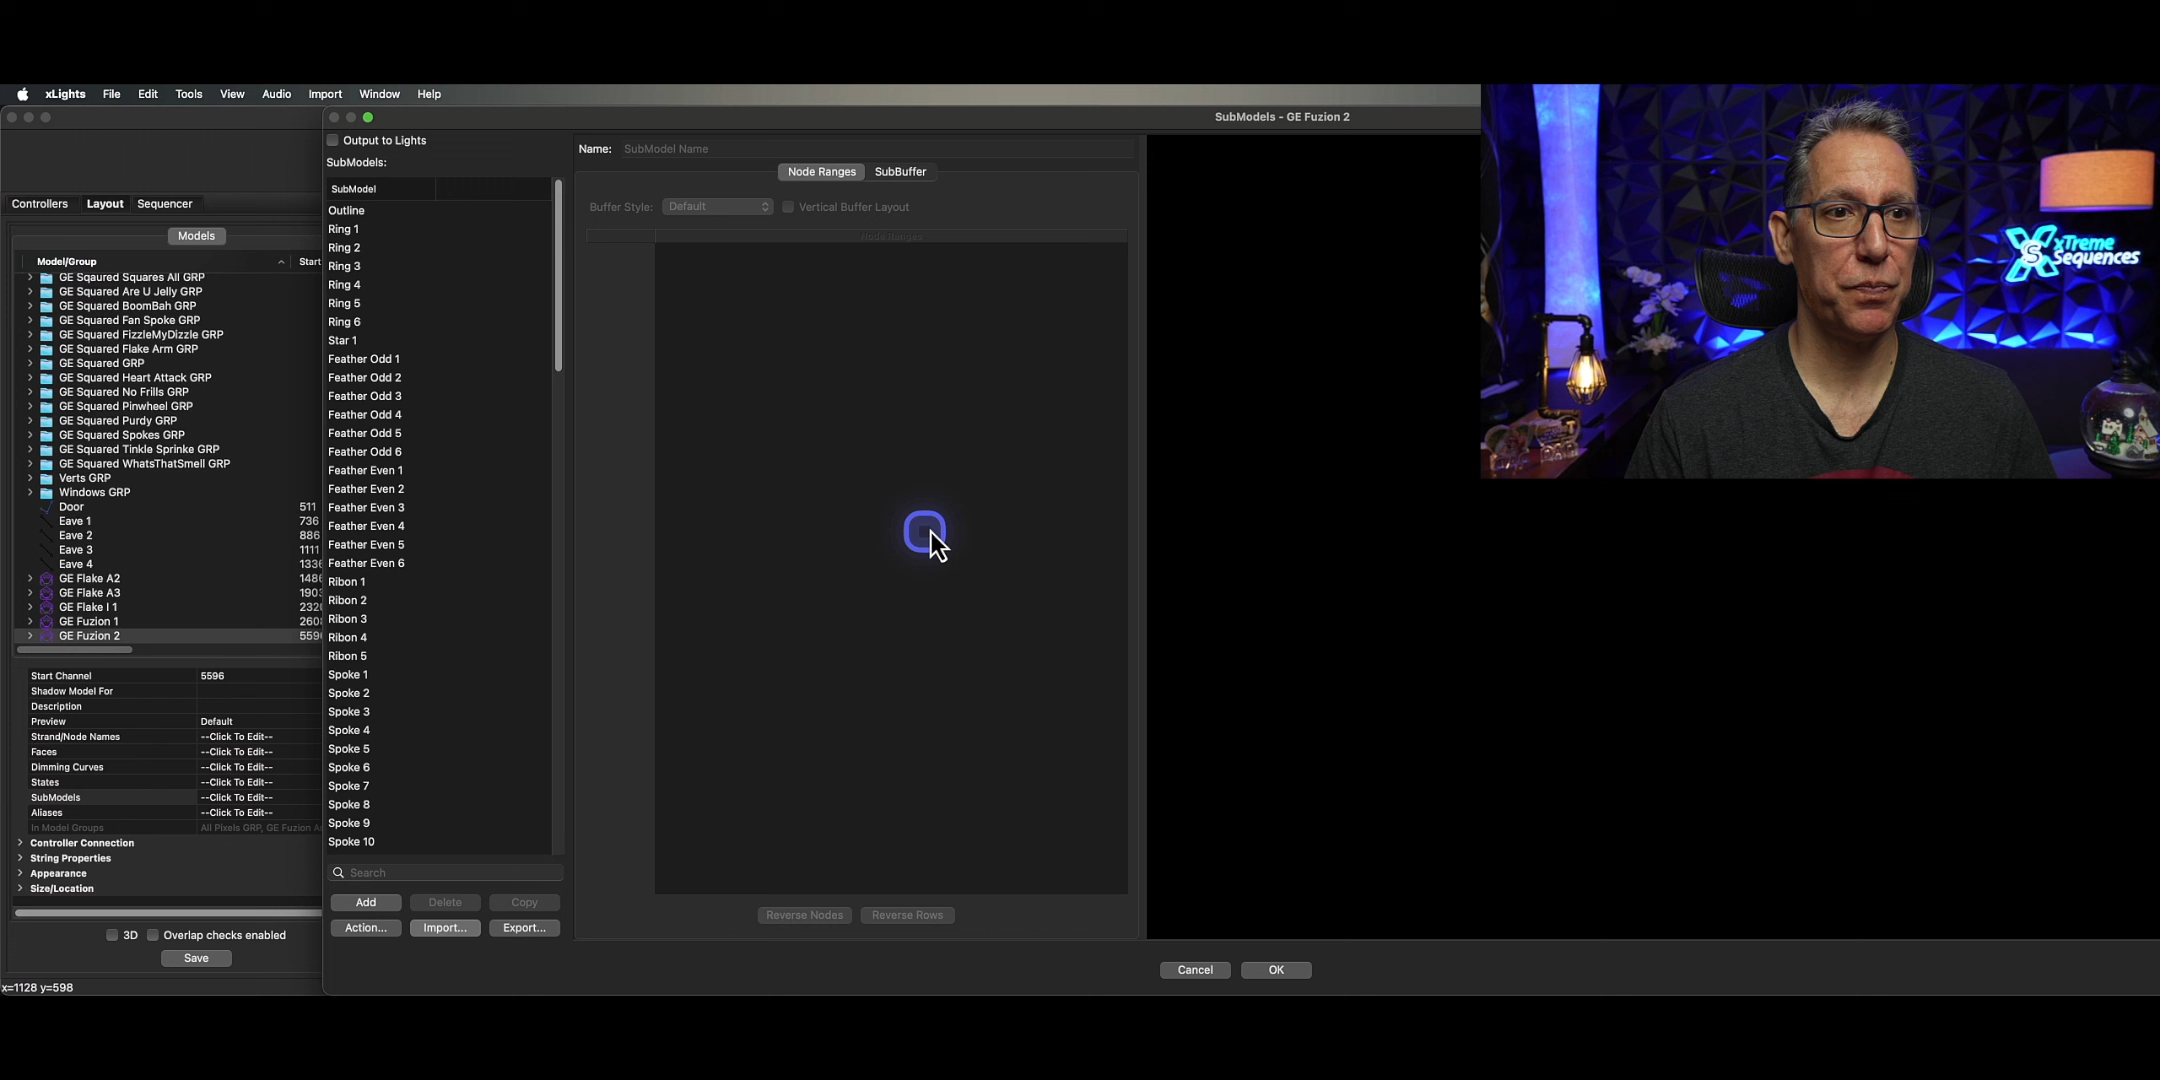 xLights File Edit Tools View Audio Import Window Help
SubModels - GE Fuzion 2
Output to Lights
SubModels:
SubModel
Outline
Ring 1
Ring 2
Ring 3
Ring 4
Ring 5
Ring 6
Star 1
Feather Odd 1
Feather Odd 2
Feather Odd 3
Feather Odd 4
Feather Odd 5
Feather Odd 6
Feather Even 1
Feather Even 2
Feather Even 3
Feather Even 4
Feather Even 5
Feather Even 6
Ribon 1
Ribon 2
Ribon 3
Ribon 4
Ribon 5
Spoke 1
Spoke 2
Spoke 3
Spoke 4
Spoke 5
Spoke 6
Spoke 7
Spoke 8
Spoke 9
Spoke 10
Search
Add Delete Copy
Action... Import... Export...
Name: SubModel Name
Node Ranges SubBuffer
Buffer Style: Default Vertical Buffer Layout
Node Ranges
Reverse Nodes Reverse Rows
Cancel OK
Controllers Layout Sequencer
Models
Model/Group Start
GE Sqaured Squares All GRP
GE Squared Are U Jelly GRP
GE Squared BoomBah GRP
GE Squared Fan Spoke GRP
GE Squared FizzleMyDizzle GRP
GE Squared Flake Arm GRP
GE Squared GRP
GE Squared Heart Attack GRP
GE Squared No Frills GRP
GE Squared Pinwheel GRP
GE Squared Purdy GRP
GE Squared Spokes GRP
GE Squared Tinkle Sprinke GRP
GE Squared WhatsThatSmell GRP
Verts GRP
Windows GRP
Door 511
Eave 1 736
Eave 2 886
Eave 3 1111
Eave 4 1336
GE Flake A2 1486
GE Flake A3 1903
GE Flake I 1 2320
GE Fuzion 1 260
GE Fuzion 2 559
Start Channel 5596
Shadow Model For
Description
Preview Default
Strand/Node Names --Click To Edit--
Faces --Click To Edit--
Dimming Curves --Click To Edit--
States --Click To Edit--
SubModels --Click To Edit--
Aliases --Click To Edit--
In Model Groups All Pixels GRP, GE Fuzion A
Controller Connection
String Properties
Appearance
Size/Location
3D Overlap checks enabled
Save
x=1128 y=598
xTreme
Sequences